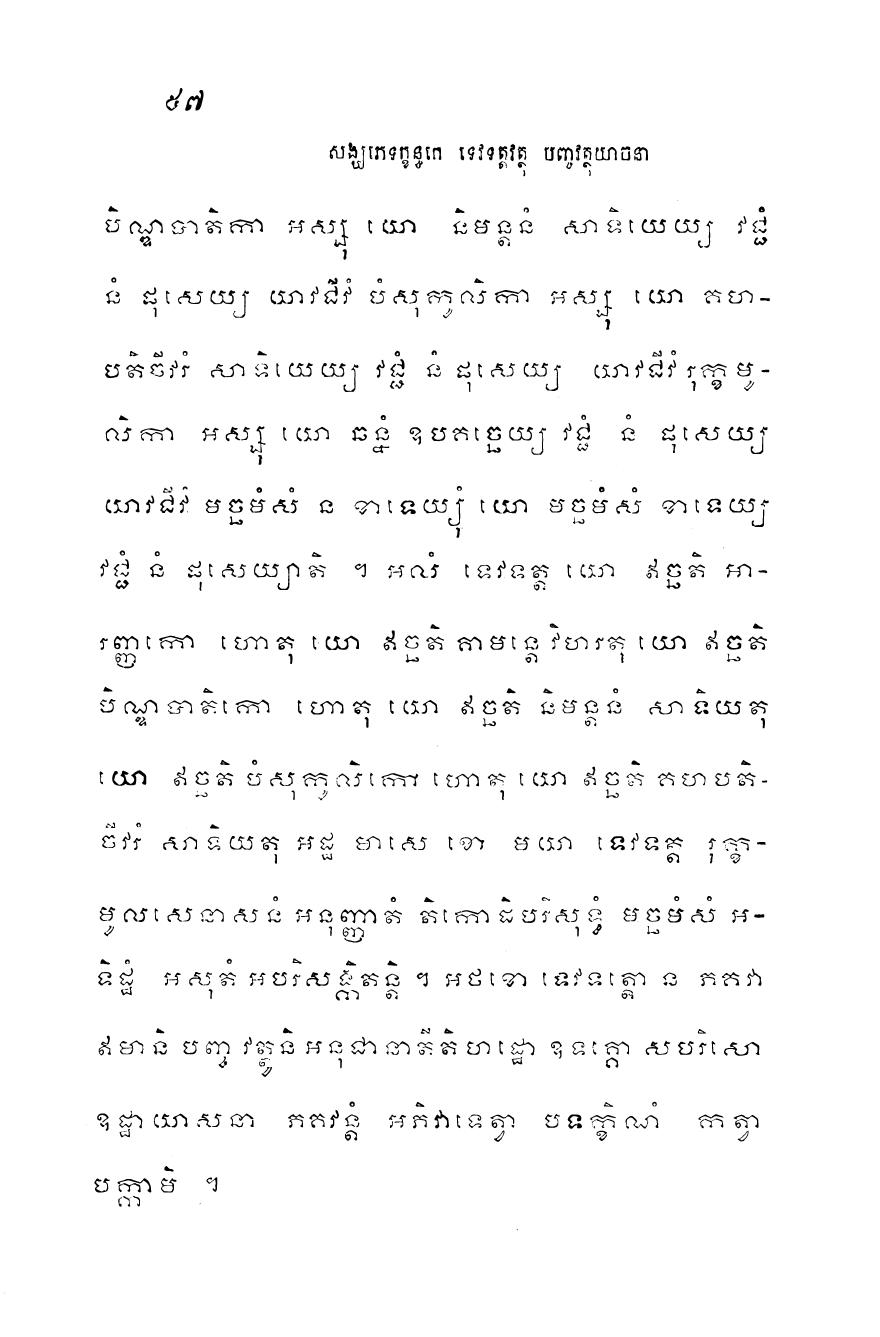 ៥៧
សង្ឃភេទក្ខន្ធកេ ទេវទត្តវត្ថុ បញ្ចវត្ថុយាចនា
បិណ្ឌបាតិកា អស្សុ យោ និមន្តនំ សាទិយេយ្យ វជ្ជំ
នំ ផុសេយ្យ យាវជីវំ បំសុកូលិកា អស្សុ យោ គហ-
បតិចីវរំ សាទិយេយ្យ វជ្ជំ នំ ផុសេយ្យ យាវជីវំ រុក្ខមូ-
លិកា អស្សុ យោ ឆន្នំ ឧបគច្ឆេយ្យ វជ្ជំ នំ ផុសេយ្យ
យាវជីវំ មច្ឆមំសំ ន ខាទេយ្យុំ យោ មច្ឆមំសំ ខាទេយ្យ
វជ្ជំ នំ ផុសេយ្យាតិ ។ អលំ ទេវទត្ត យោ ឥច្ឆតិ អា-
រញ្ញកោ ហោតុ យោ ឥច្ឆតិ គាមន្តេ វិហរតុ យោ ឥច្ឆតិ
បិណ្ឌបាតិកោ ហោតុ យោ ឥច្ឆតិ និមន្តនំ សាទិយតុ
យោ ឥច្ឆតិ បំសុកូលិកោ ហោតុ យោ ឥច្ឆតិ គហបតិ-
ចីវរំ សាទិយតុ អដ្ឋ មាសេ ខោ មយា ទេវទត្ត រុក្ខ-
មូលសេនាសនំ អនុញ្ញាតំ តិកោដិបរិសុទ្ធំ មច្ឆមំសំ អ-
ទិដ្ឋំ អសុតំ អបរិសង្កិតន្តិ ។ អថខោ ទេវទត្តោ ន ភគវា
ឥមានិ បញ្ច វត្ថូនិ អនុជានាតីតិ ហដ្ឋោ ឧទគ្គោ សបរិសោ
ឧដ្ឋាយាសនា ភគវន្តំ អភិវាទេត្វា បទក្ខិណំ កត្វា
បក្កាមិ ។